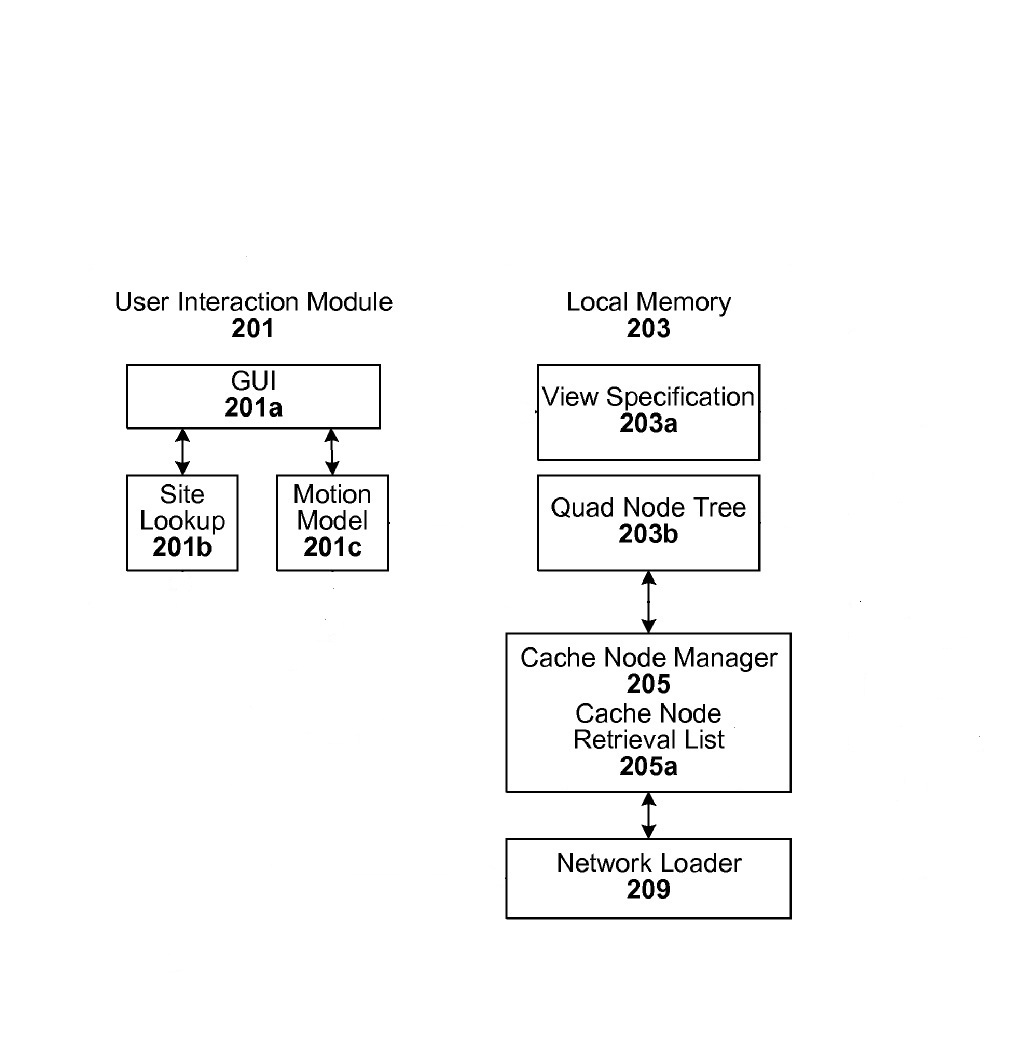 User Interaction Module
201
GUI
201a
Site
Lookup
201b
Motion
Model
201c
Local Memory
203
View Specification
203a
Quad Node Tree
203b
Cache Node Manager
205
Cache Node
Retrieval List
205a
Network Loader
209